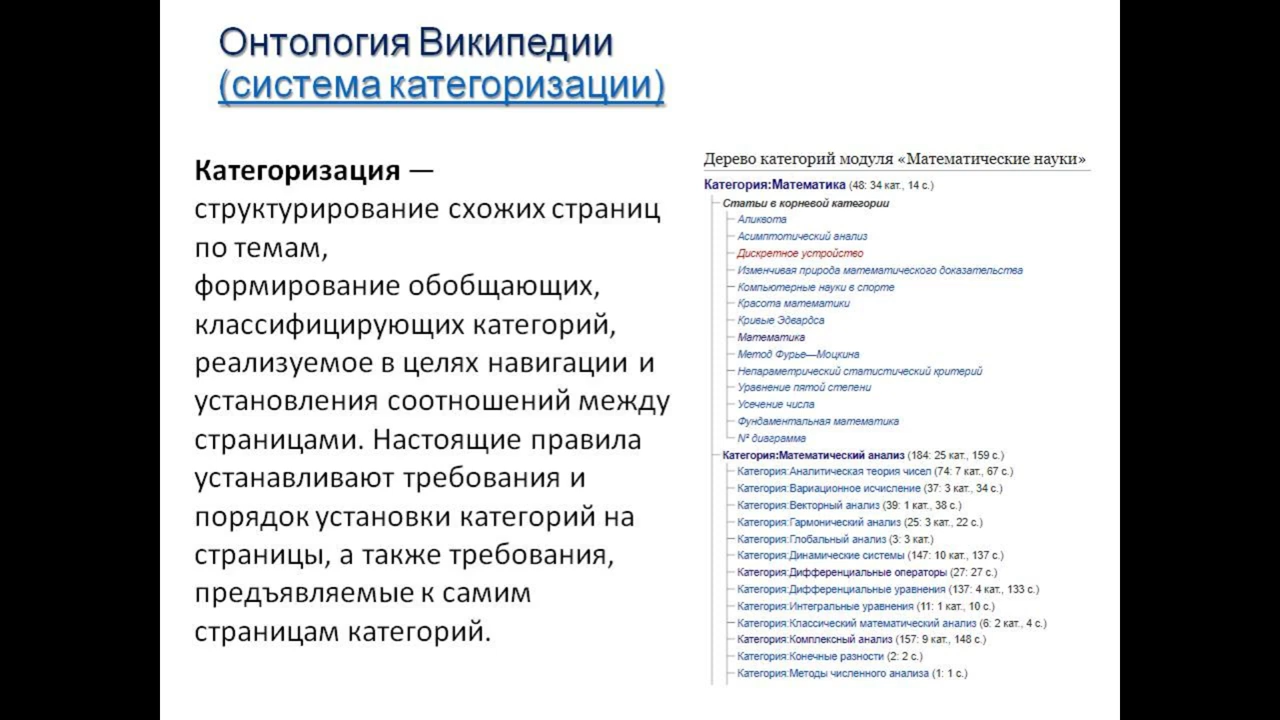 Онтология Википедии
(система категоризации)
Категоризация —
структурирование схожих страниц
по темам,
формирование обобщающих,
классифицирующих категорий,
реализуемое в целях навигации и
установления соотношений между
страницами. Настоящие правила
устанавливают требования и
порядок установки категорий на
страницы, а также требования,
предъявляемые к самим
страницам категорий.
Дерево категорий модуля «Математические науки»
Категория:Математика (48: 34 кат., 14 с.)
Статьи в корневой категории
Аликвота
Асимптотический анализ
Дискретное устройство
Изменчивая природа математического доказательства
Компьютерные науки в спорте
Красота математики
Кривые Эдвардса
Математика
Метод Фурье—Моцкина
Непараметрический статистический критерий
Уравнение пятой степени
Усечение числа
Фундаментальная математика
N² диаграмма
Категория:Математический анализ (184: 25 кат., 159 с.)
Категория:Аналитическая теория чисел (74: 7 кат., 67 с.)
Категория:Вариационное исчисление (37: 3 кат., 34 с.)
Категория:Векторный анализ (39: 1 кат., 38 с.)
Категория:Гармонический анализ (25: 3 кат., 22 с.)
Категория:Глобальный анализ (3: 3 кат.)
Категория:Динамические системы (147: 10 кат., 137 с.)
Категория:Дифференциальные операторы (27: 27 с.)
Категория:Дифференциальные уравнения (137: 4 кат., 133 с.)
Категория:Интегральные уравнения (11: 1 кат., 10 с.)
Категория:Классический математический анализ (6: 2 кат., 4 с.)
Категория:Комплексный анализ (157: 9 кат., 148 с.)
Категория:Конечные разности (2: 2 с.)
Категория:Методы численного анализа (1: 1 с.)